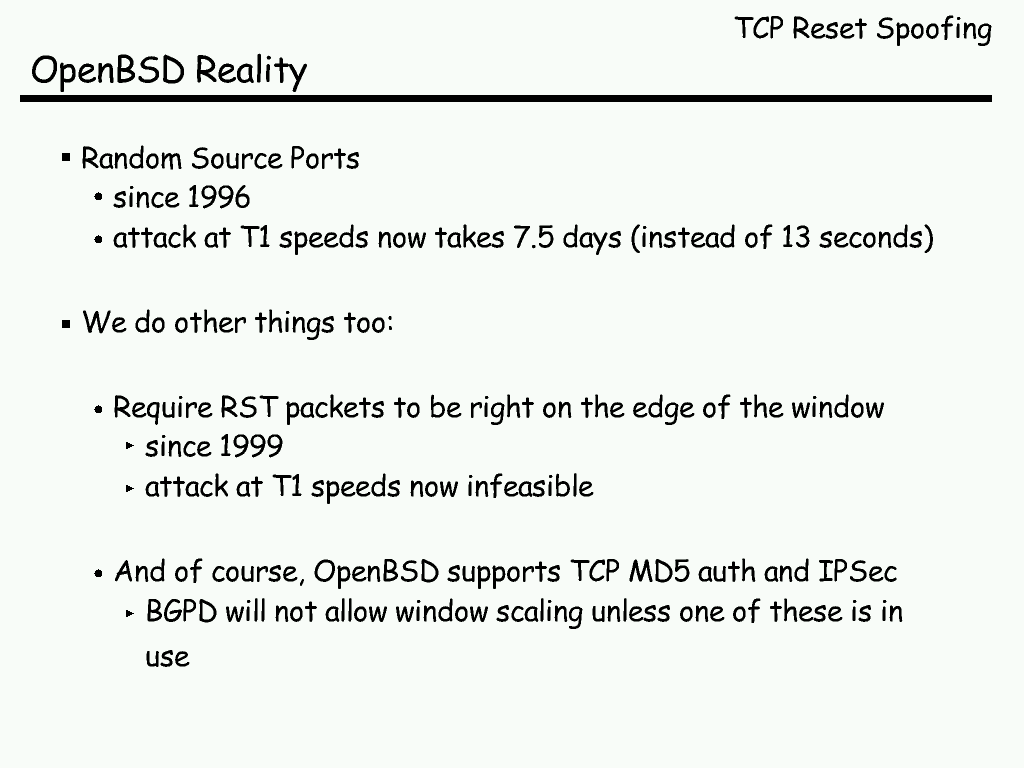 TCP Reset Spoofing
OpenBSD Reality
Random Source Ports
since 1996
attack at T1 speeds now takes 7.5 days (instead of 13 seconds)
We do other things too:
Require RST packets to be right on the edge of the window
since 1999
attack at T1 speeds now infeasible
And of course, OpenBSD supports TCP MD5 auth and IPSec
BGPD will not allow window scaling unless one of these is in
use